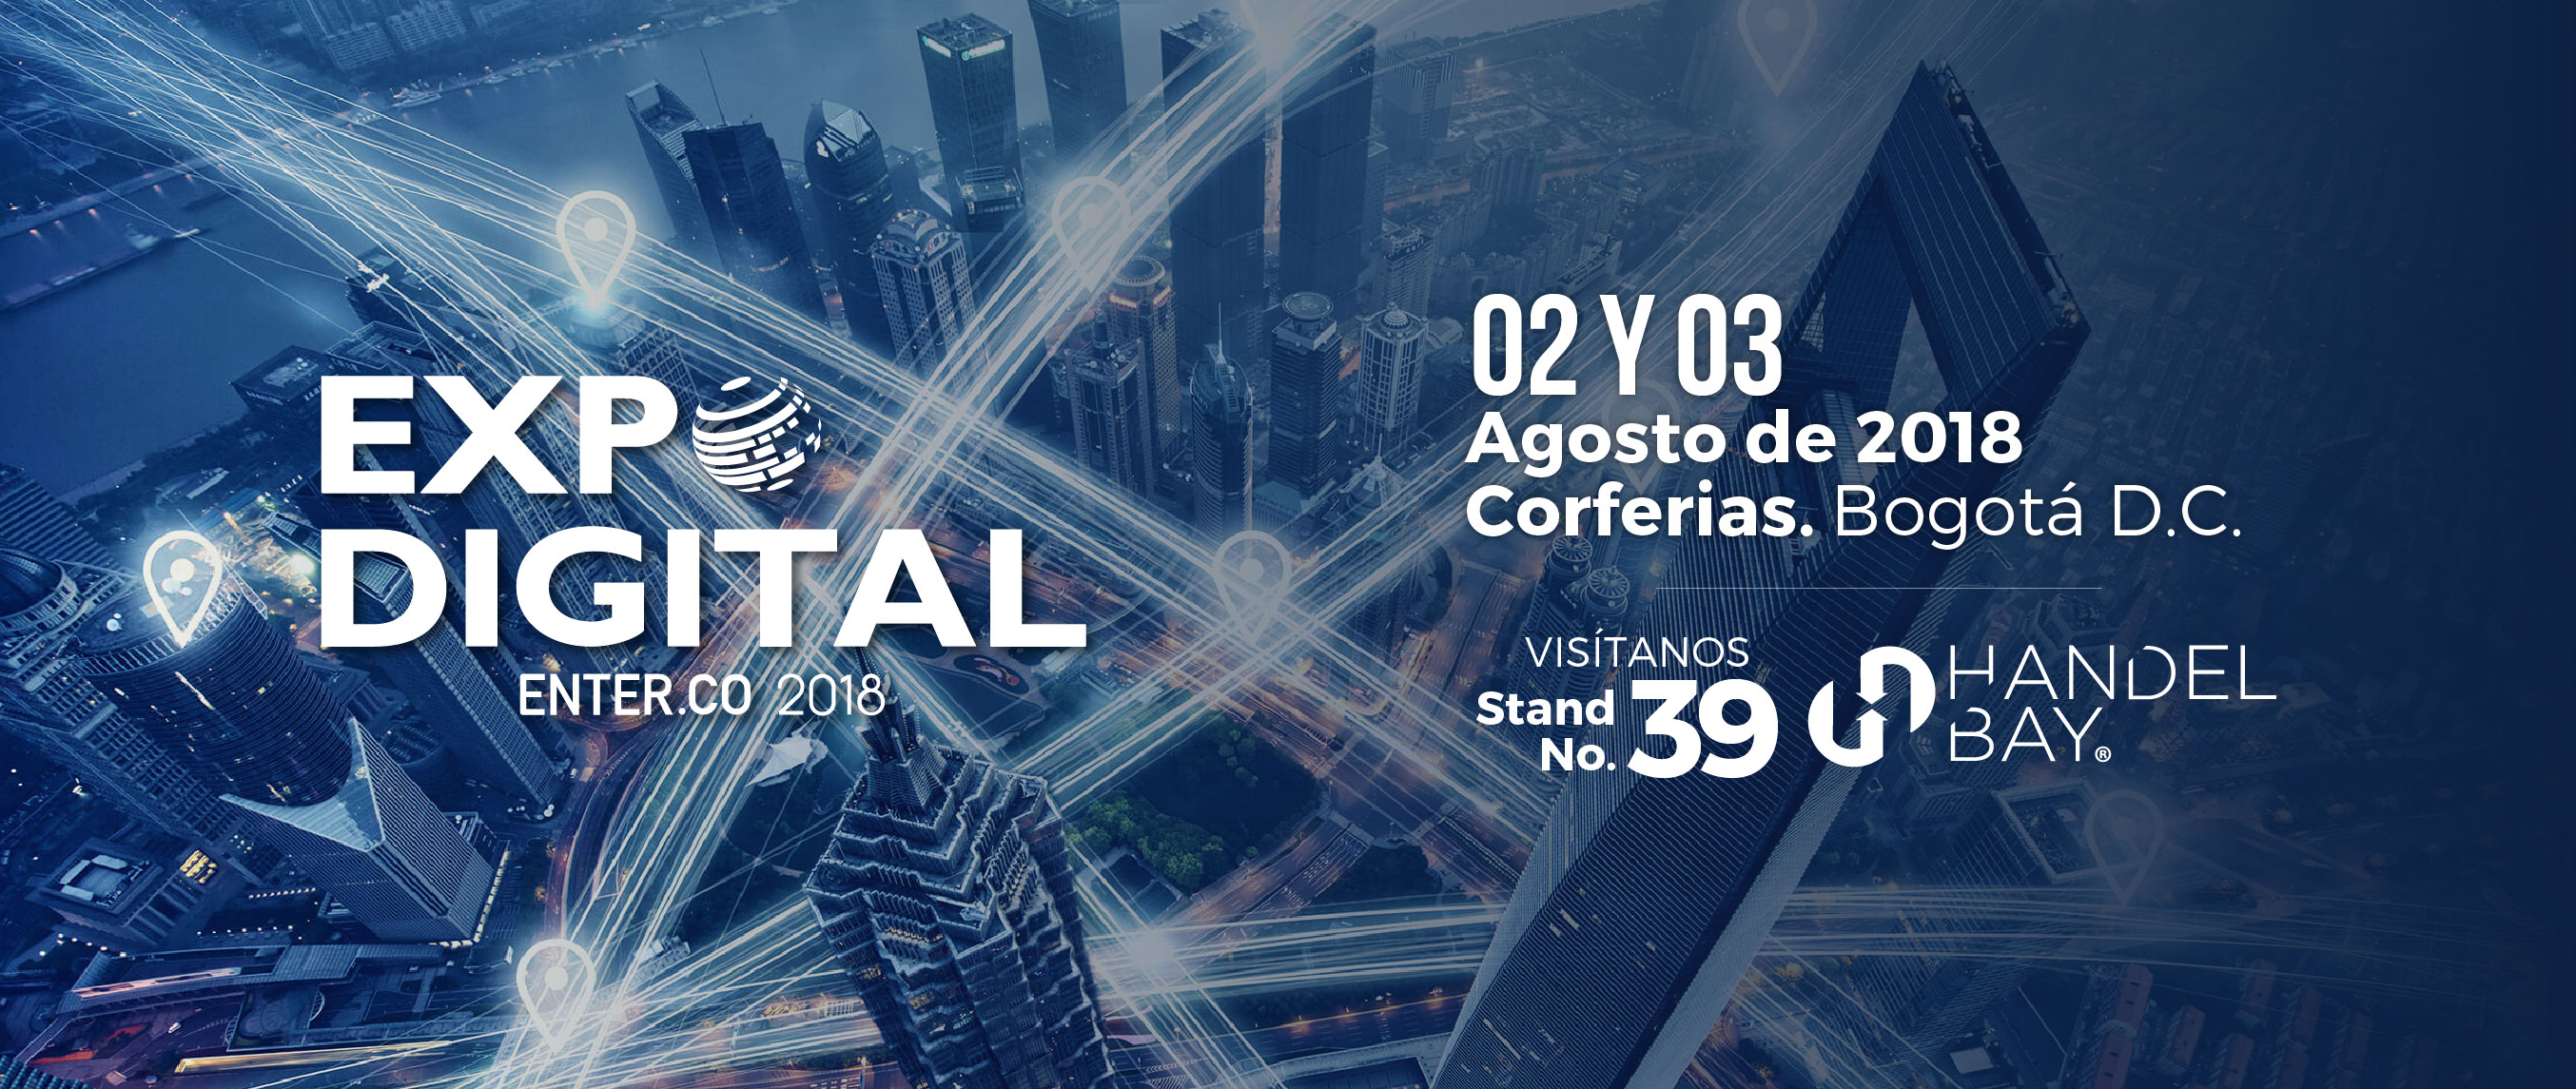 EXPO
DIGITAL
ENTER.CO 2018
02 Y 03
Agosto de 2018
Corferias. Bogotá D.C.
VISÍTANOS
Stand
No. 39
HANDEL
BAY®